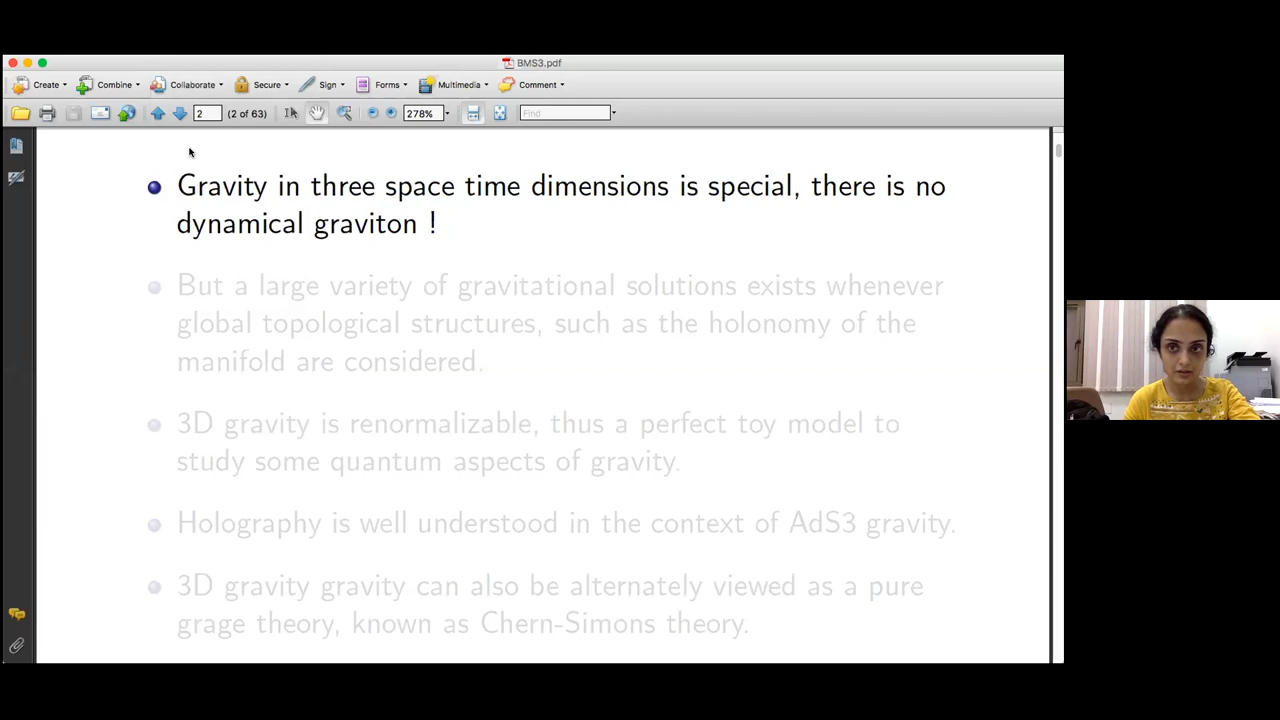 BMS3.pdf
Create Combine Collaborate Secure Sign Forms Multimedia Comment
2 (2 of 63) 278% Find
Gravity in three space time dimensions is special, there is no
dynamical graviton !
But a large variety of gravitational solutions exists whenever
global topological structures, such as the holonomy of the
manifold are considered.
3D gravity is renormalizable, thus a perfect toy model to
study some quantum aspects of gravity.
Holography is well understood in the context of AdS3 gravity.
3D gravity gravity can also be alternately viewed as a pure
grage theory, known as Chern-Simons theory.